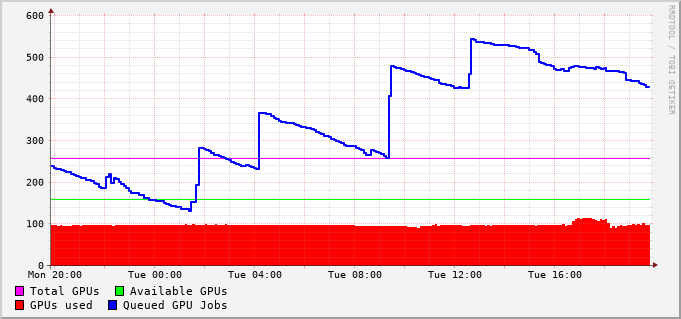 600
500
400
300
200
100
0
Mon 20:00 Tue 00:00 Tue 04:00 Tue 08:00 Tue 12:00 Tue 16:00
Total GPUs Available GPUs
GPUs used Queued GPU Jobs
RRDTOOL / TOBI OETIKER